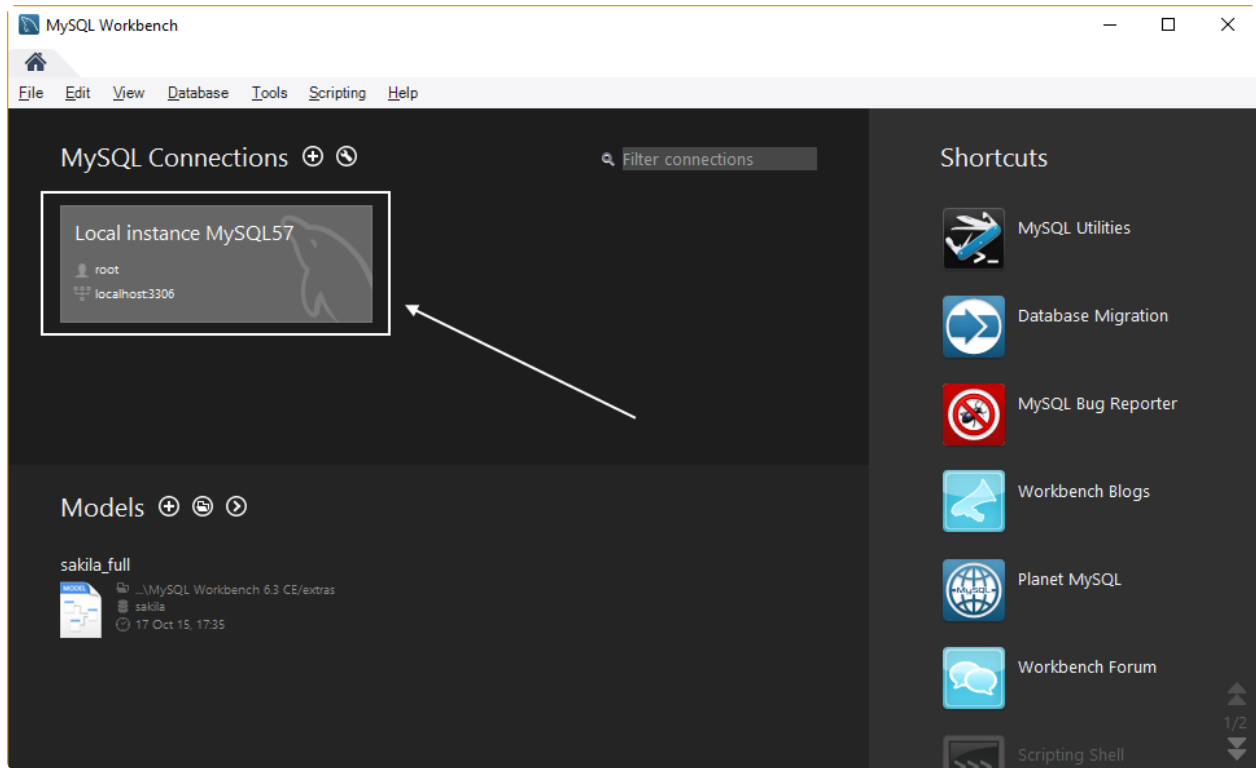 MySQL Workbench
File Edit View Database Tools Scripting Help
MySQL Connections
Filter connections
Local instance MySQL57
root
localhost:3306
Models
sakila_full
MODEL
...\MySQL Workbench 6.3 CE/extras
sakila
17 Oct 15, 17:35
Shortcuts
MySQL Utilities
Database Migration
MySQL Bug Reporter
Workbench Blogs
MySQL
Planet MySQL
Workbench Forum
Scripting Shell
1/2